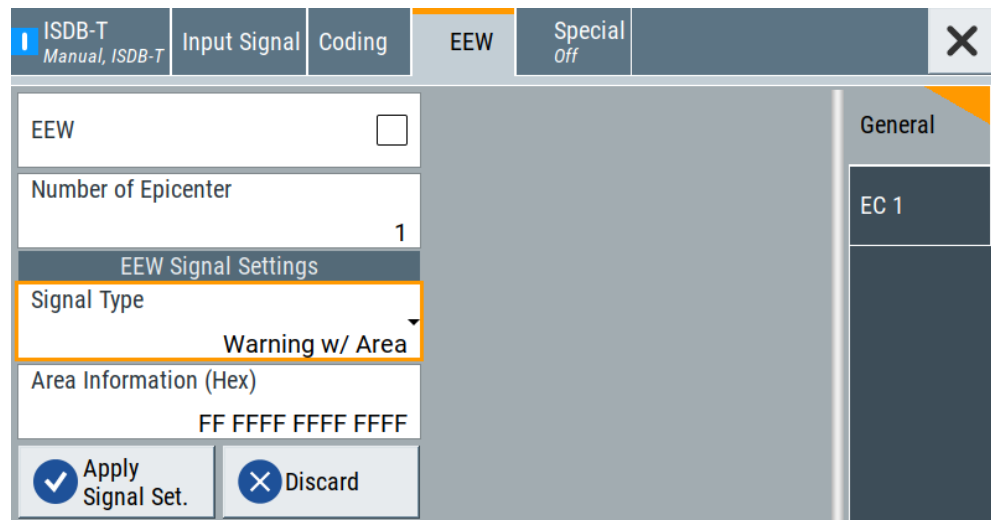 ISDB-T
Manual, ISDB-T
Input Signal
Coding
EEW
Special
Off
EEW
Number of Epicenter
1
EEW Signal Settings
Signal Type
Warning w/ Area
Area Information (Hex)
FF FFFF FFFF FFFF
Apply
Signal Set.
Discard
General
EC 1